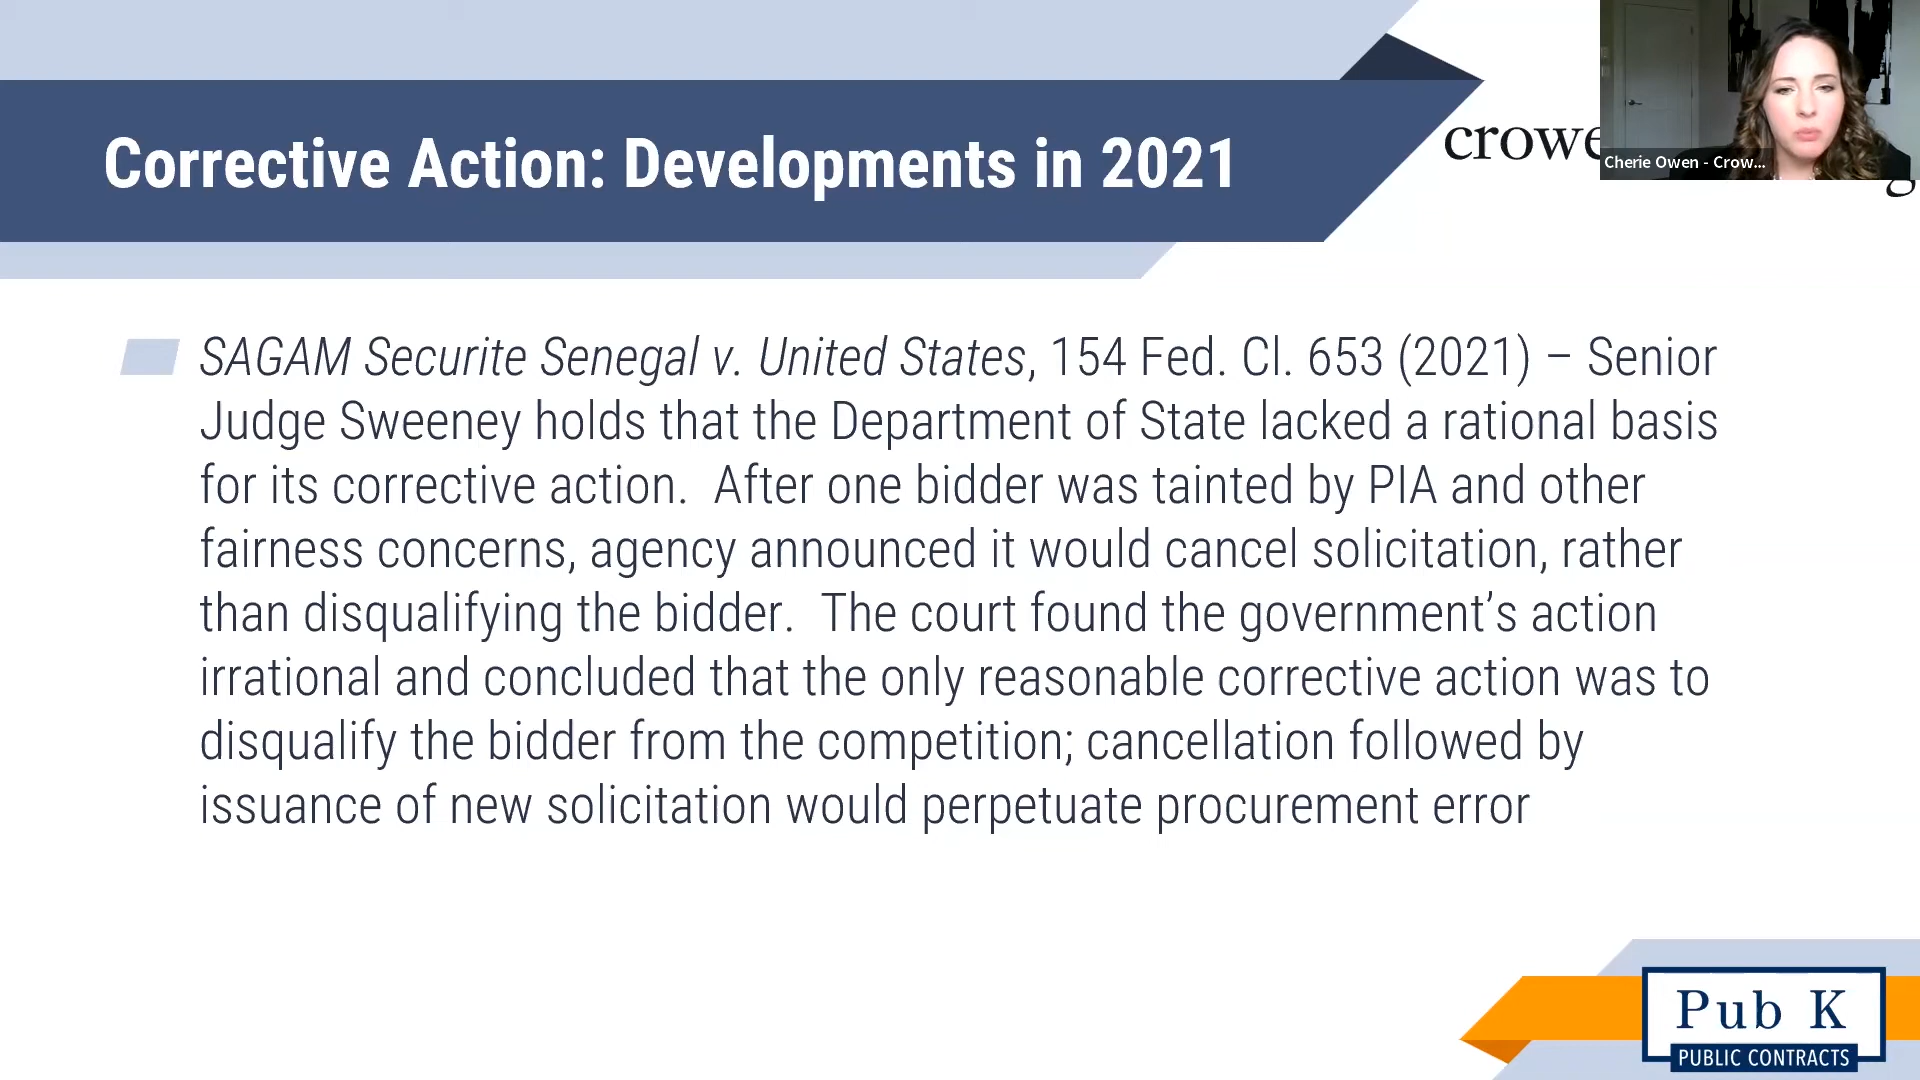 Corrective Action: Developments in 2021
crowe
g
Cherie Owen - Crow...
SAGAM Securite Senegal v. United States, 154 Fed. Cl. 653 (2021) – Senior
Judge Sweeney holds that the Department of State lacked a rational basis
for its corrective action.  After one bidder was tainted by PIA and other
fairness concerns, agency announced it would cancel solicitation, rather
than disqualifying the bidder.  The court found the government’s action
irrational and concluded that the only reasonable corrective action was to
disqualify the bidder from the competition; cancellation followed by
issuance of new solicitation would perpetuate procurement error
Pub K
PUBLIC CONTRACTS